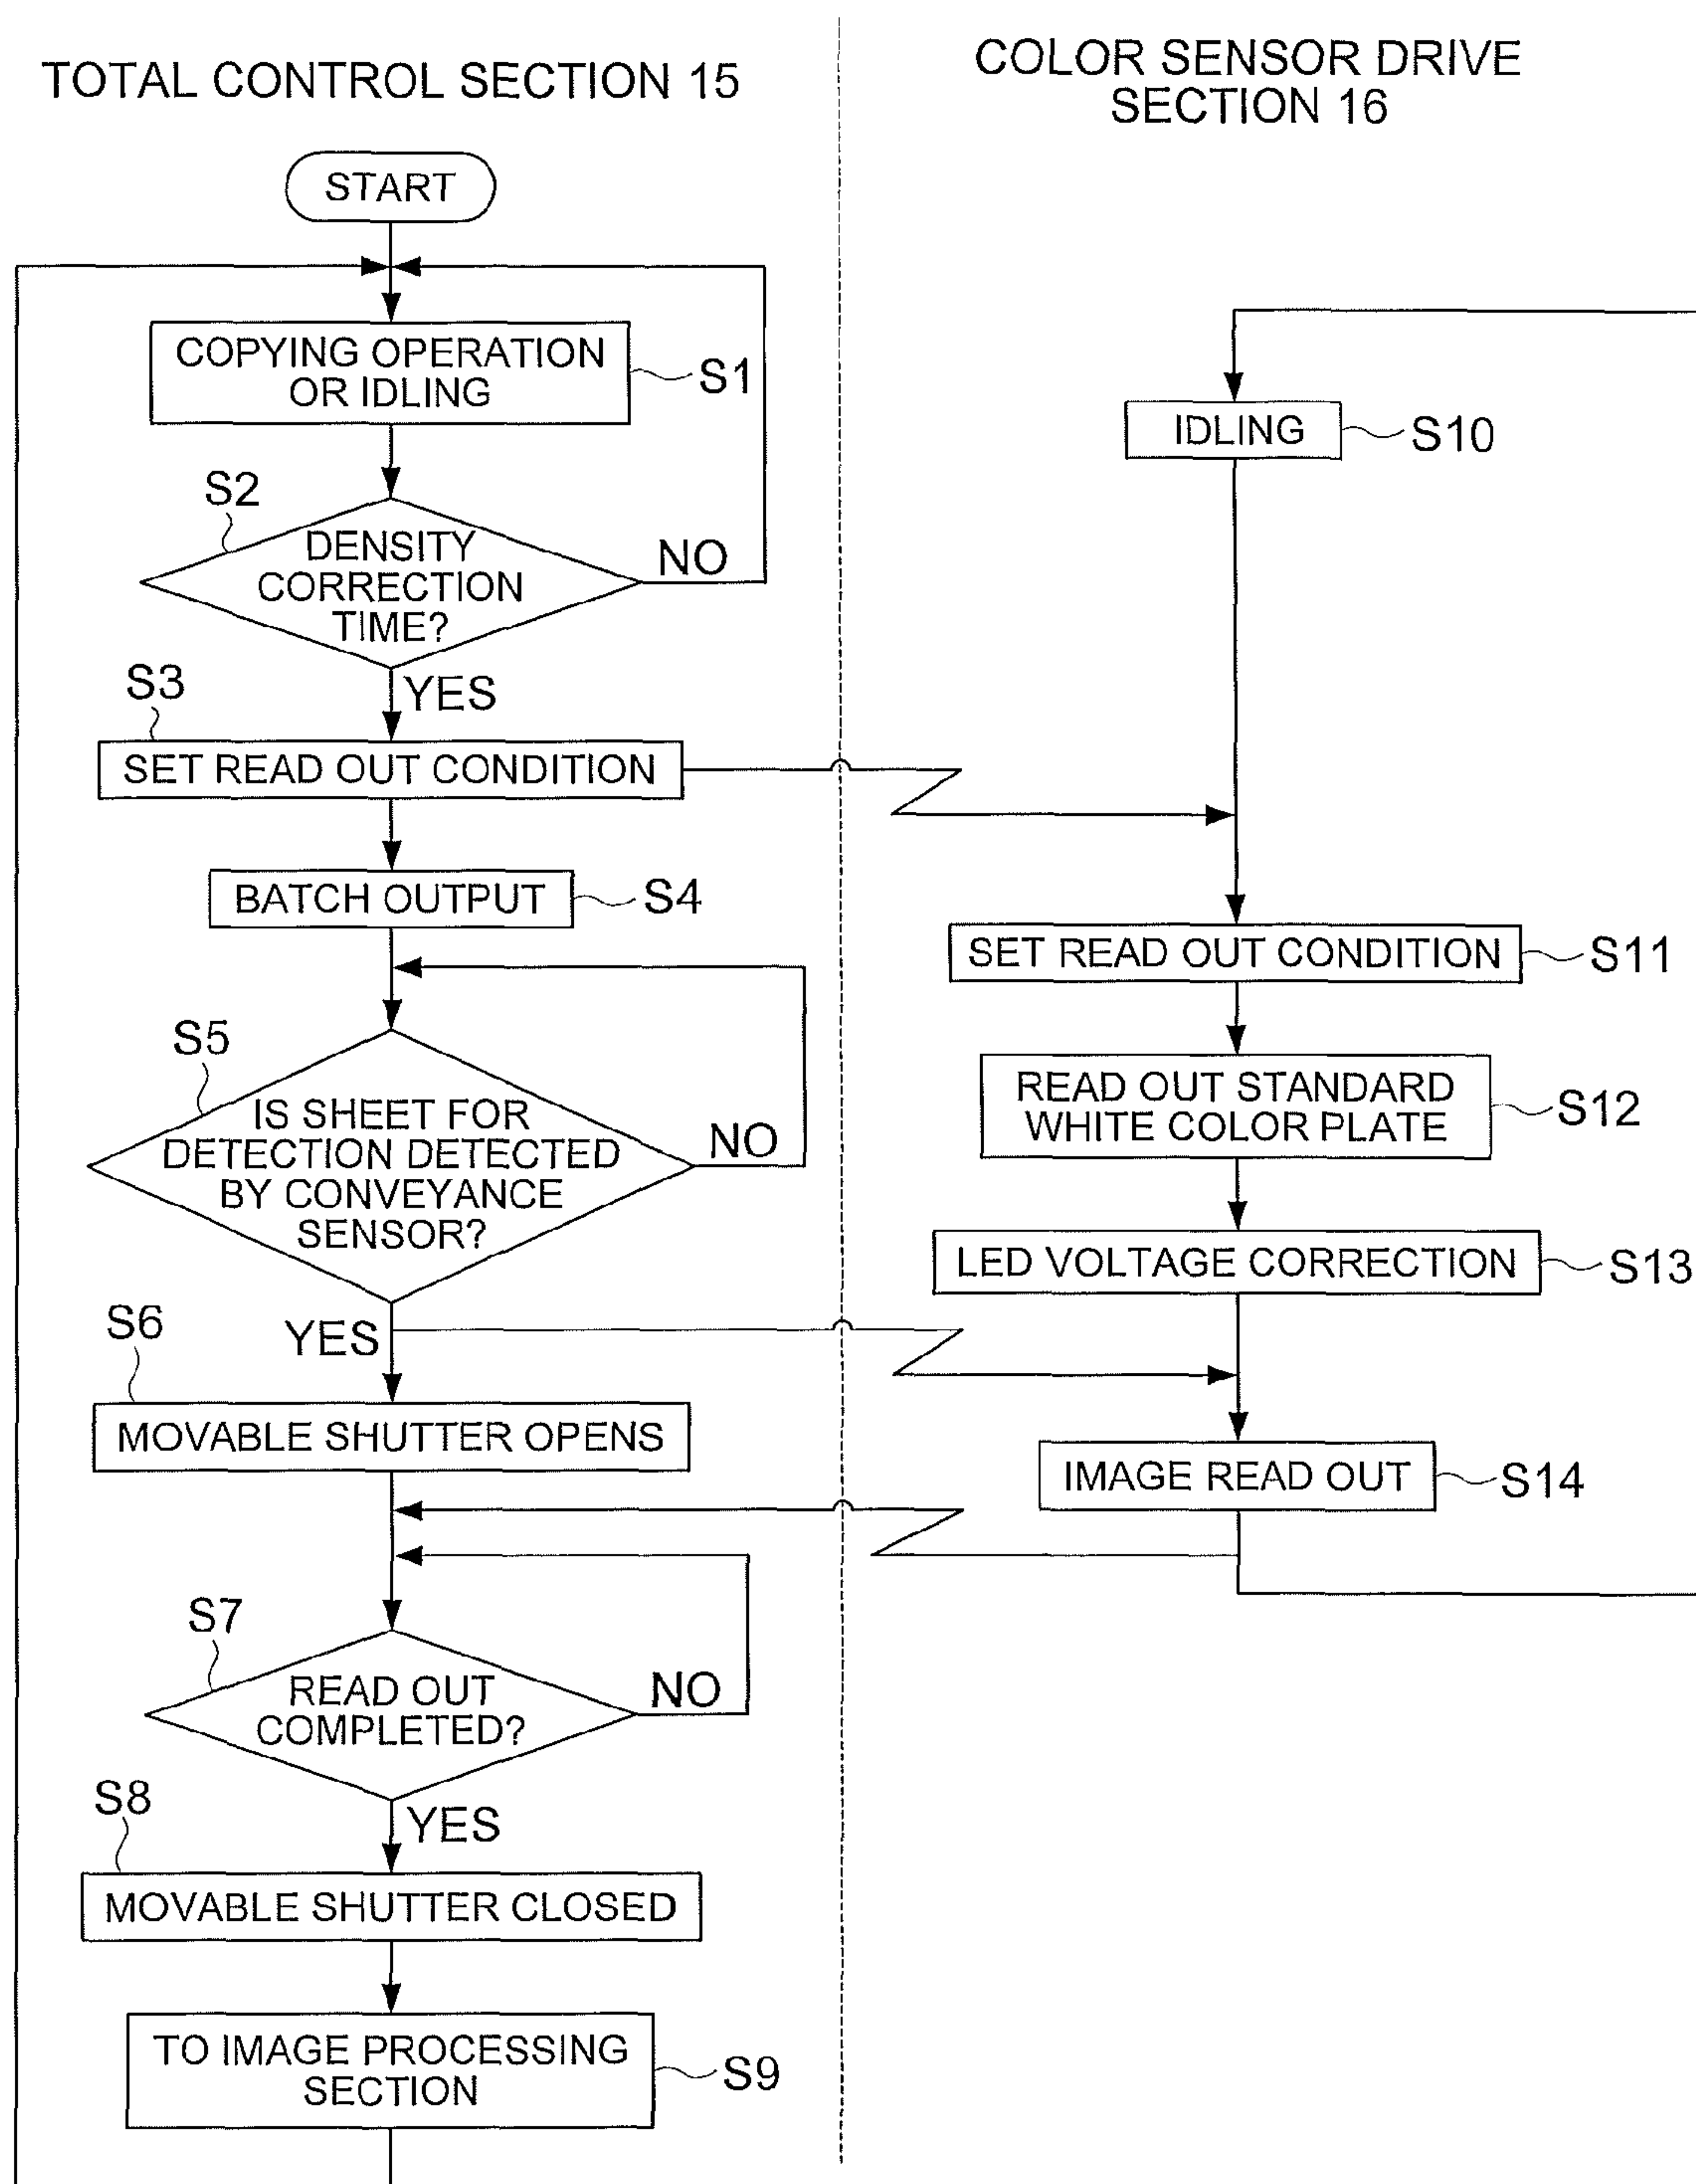 TOTAL CONTROL SECTION 15
START
COPYING OPERATION
OR IDLING
S1
S2
DENSITY
CORRECTION
TIME?
NO
YES
S3
SET READ OUT CONDITION
BATCH OUTPUT
S4
S5
IS SHEET FOR
DETECTION DETECTED
BY CONVEYANCE
SENSOR?
NO
YES
S6
MOVABLE SHUTTER OPENS
S7
READ OUT
COMPLETED?
NO
YES
S8
MOVABLE SHUTTER CLOSED
TO IMAGE PROCESSING
SECTION
S9
COLOR SENSOR DRIVE
SECTION 16
IDLING
S10
SET READ OUT CONDITION
S11
READ OUT STANDARD
WHITE COLOR PLATE
S12
LED VOLTAGE CORRECTION
S13
IMAGE READ OUT
S14